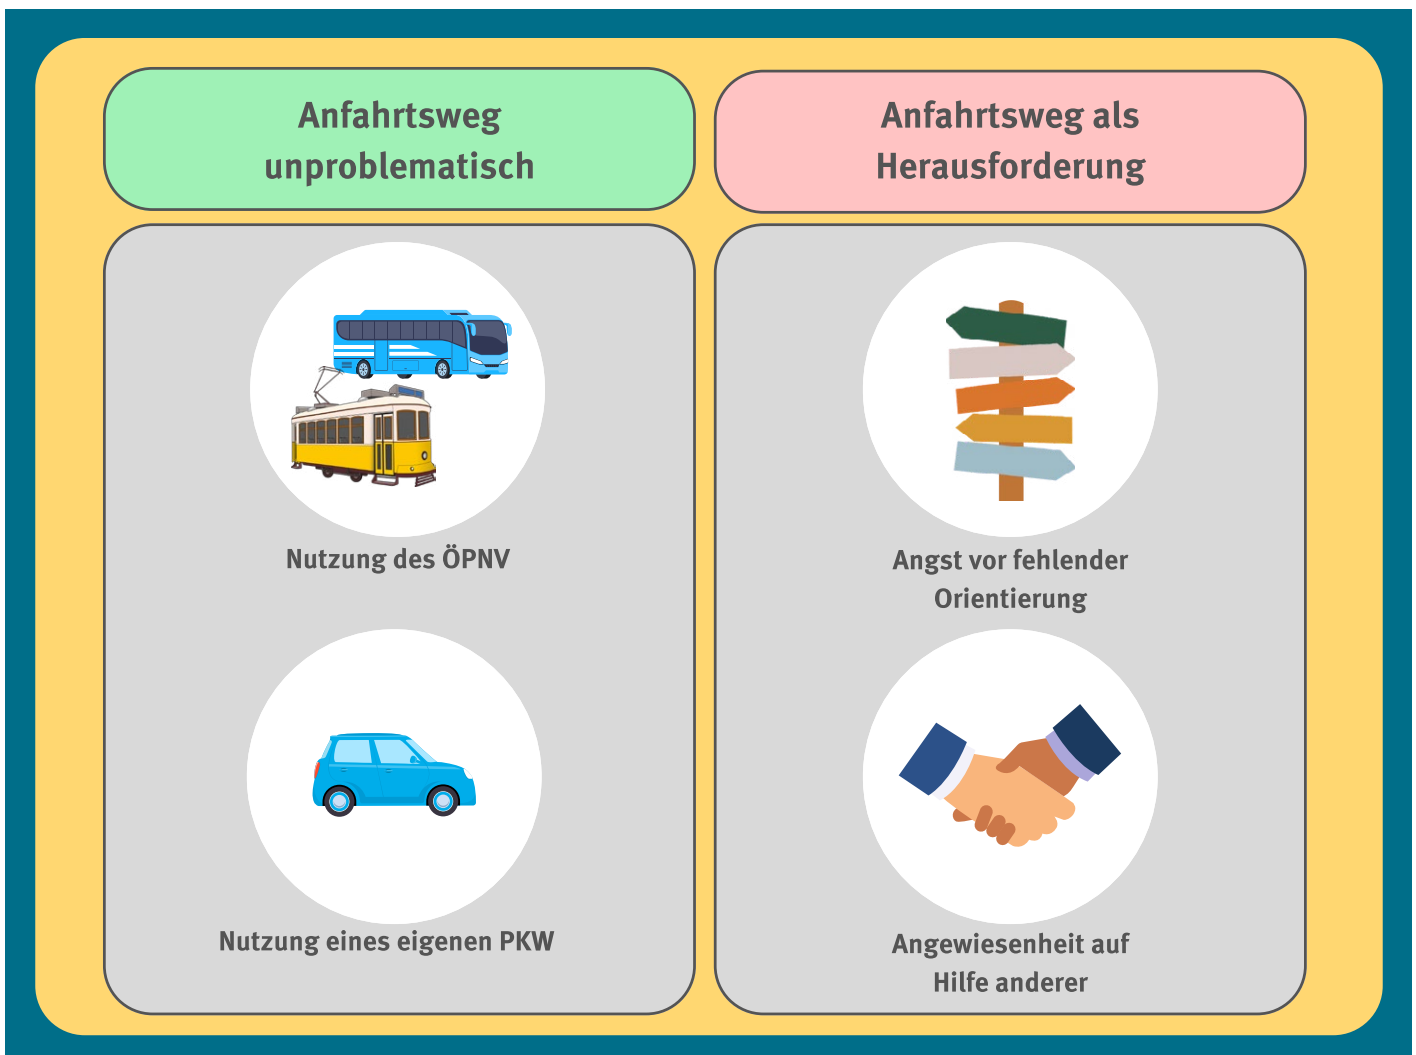 Anfahrtsweg
unproblematisch
Anfahrtsweg als
Herausforderung
Nutzung des ÖPNV
Angst vor fehlender
Orientierung
Nutzung eines eigenen PKW
Angewiesenheit auf
Hilfe anderer